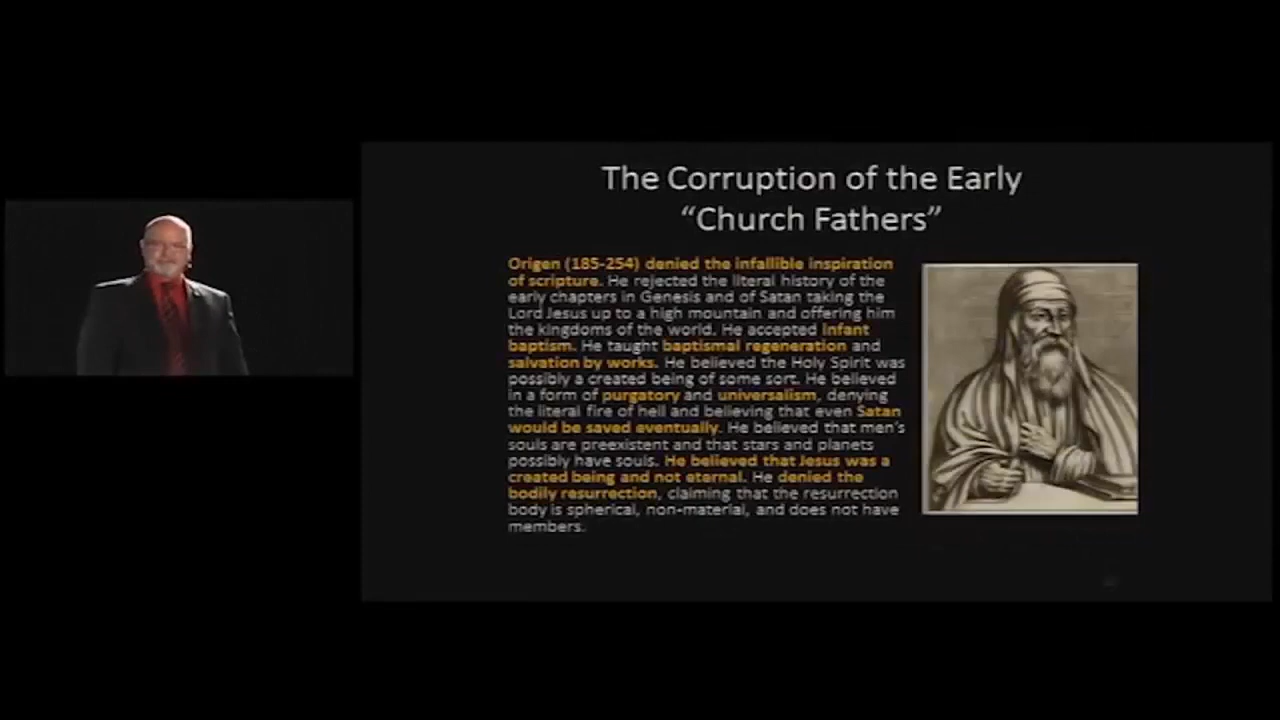 The Corruption of the Early
“Church Fathers”
Origen (185-254) denied the infallible inspiration
of scripture. He rejected the literal history of the
early chapters in Genesis and of Satan taking the
Lord Jesus up to a high mountain and offering him
the kingdoms of the world. He accepted infant
baptism. He taught baptismal regeneration and
salvation by works. He believed the Holy Spirit was
possibly a created being of some sort. He believed
in a form of purgatory and universalism, denying
the literal fire of hell and believing that even Satan
would be saved eventually. He believed that men's
souls are preexistent and that stars and planets
possibly have souls. He believed that Jesus was a
created being and not eternal. He denied the
bodily resurrection, claiming that the resurrection
body is spherical, non-material, and does not have
members.